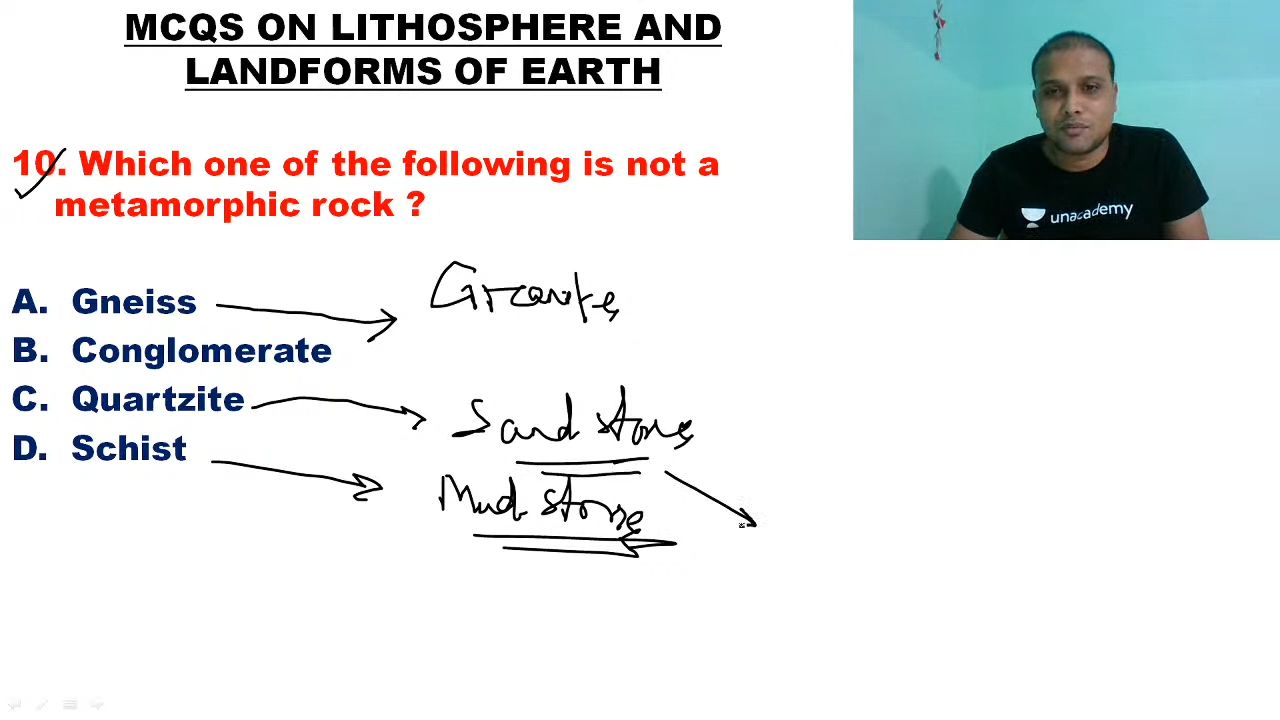 MCQS ON LITHOSPHERE AND
LANDFORMS OF EARTH
10. Which one of the following is not a
metamorphic rock ?
A. Gneiss
Granite
B. Conglomerate
C. Quartzite
Sand stone
D. Schist
Mud stone
unacademy